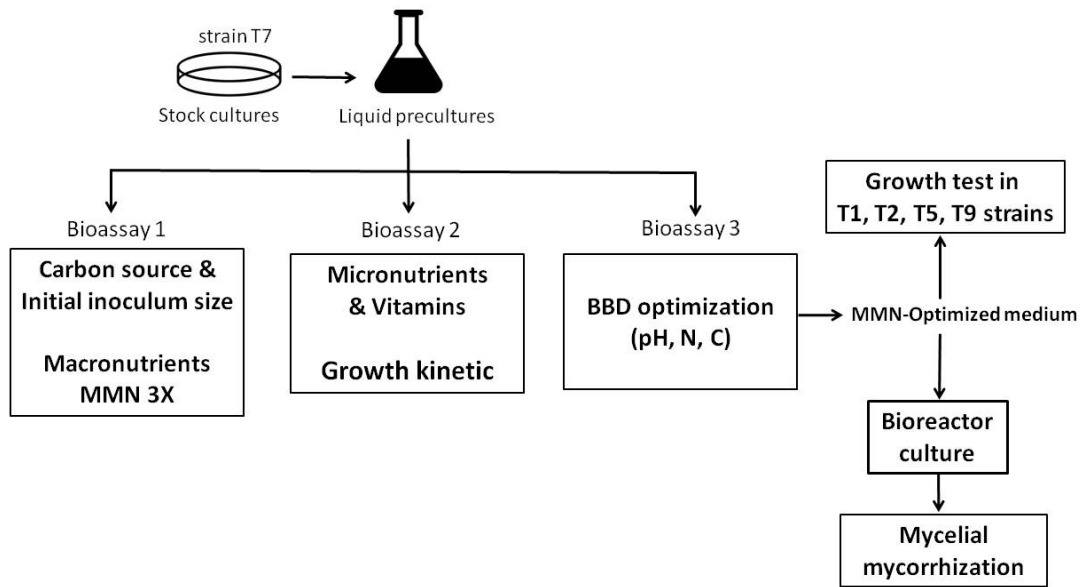 strain T7
Stock cultures
Liquid precultures
Bioassay 1
Carbon source &
Initial inoculum size
Macronutrients
MMN 3X
Bioassay 2
Micronutrients
& Vitamins
Growth kinetic
Bioassay 3
BBD optimization
(pH, N, C)
MMN-Optimized medium
Growth test in
T1, T2, T5, T9 strains
Bioreactor
culture
Mycelial
mycorrhization